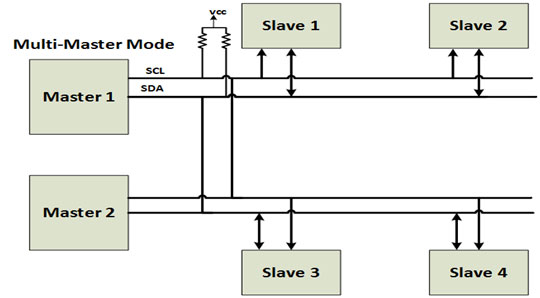 vcc
Slave 1
Slave 2
Multi-Master Mode
SCL
Master 1
SDA
Master 2
Slave 3
Slave 4